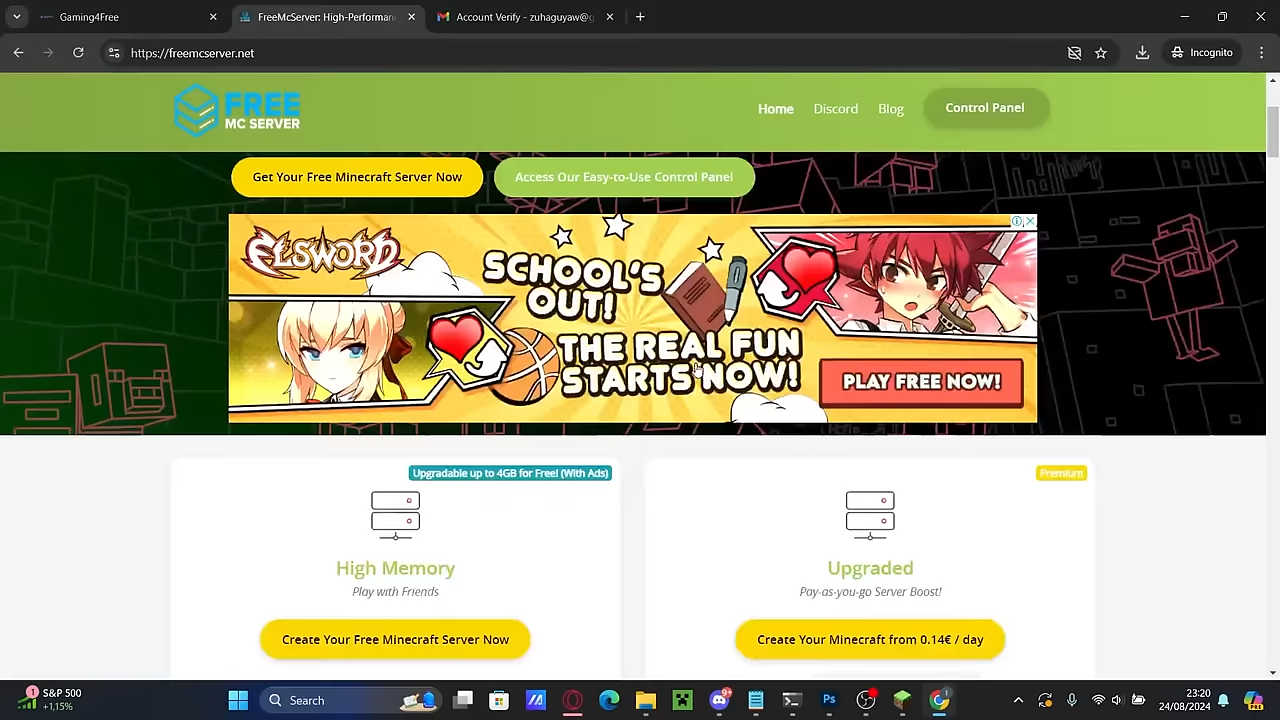 Gaming4Free
FreeMcServer: High-Performan
Account Verify - zuhaguyaw@g
https://freemcserver.net
Incognito
FREE
MC SERVER
Home
Discord
Blog
Control Panel
Get Your Free Minecraft Server Now
Access Our Easy-to-Use Control Panel
ELSWORD
SCHOOL'S
OUT!
THE REAL FUN
STARTS NOW!
PLAY FREE NOW!
Upgradable up to 4GB for Free! (With Ads)
Premium
High Memory
Upgraded
Play with Friends
Pay-as-you-go Server Boost!
Create Your Free Minecraft Server Now
Create Your Minecraft from 0.14€ / day
1
S&P 500
+1,15%
Search
23:20
24/08/2024